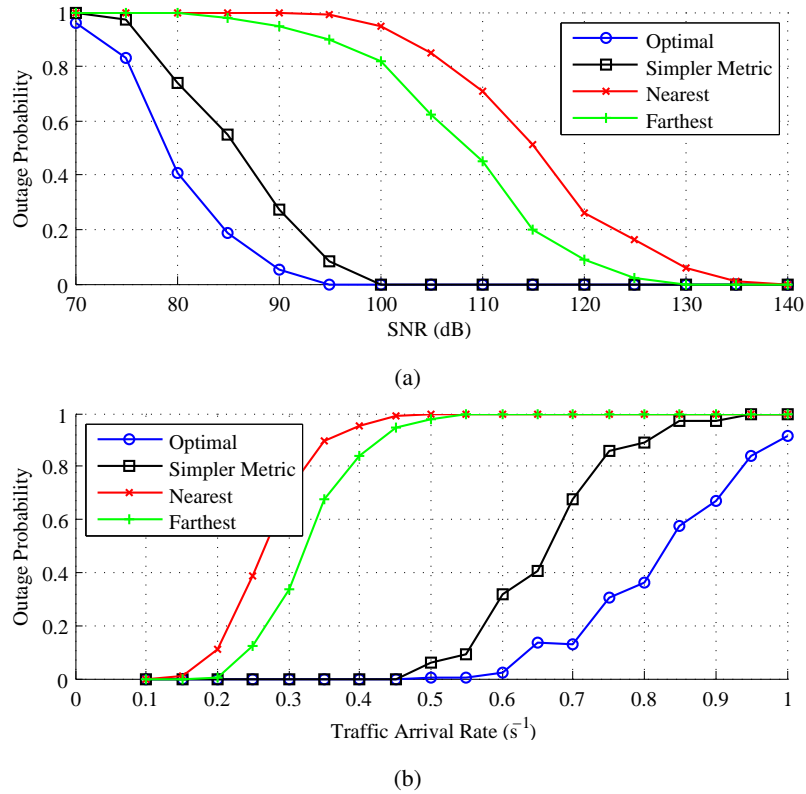 1
0.8
0.6
0.4
0.2
0
Outage Probability
Optimal
Simpler Metric
Nearest
Farthest
70 80 90 100 110 120 130 140
SNR (dB)
(a)
1
0.8
0.6
0.4
0.2
0
Outage Probability
Optimal
Simpler Metric
Nearest
Farthest
0 0.1 0.2 0.3 0.4 0.5 0.6 0.7 0.8 0.9 1
Traffic Arrival Rate (s⁻¹)
(b)